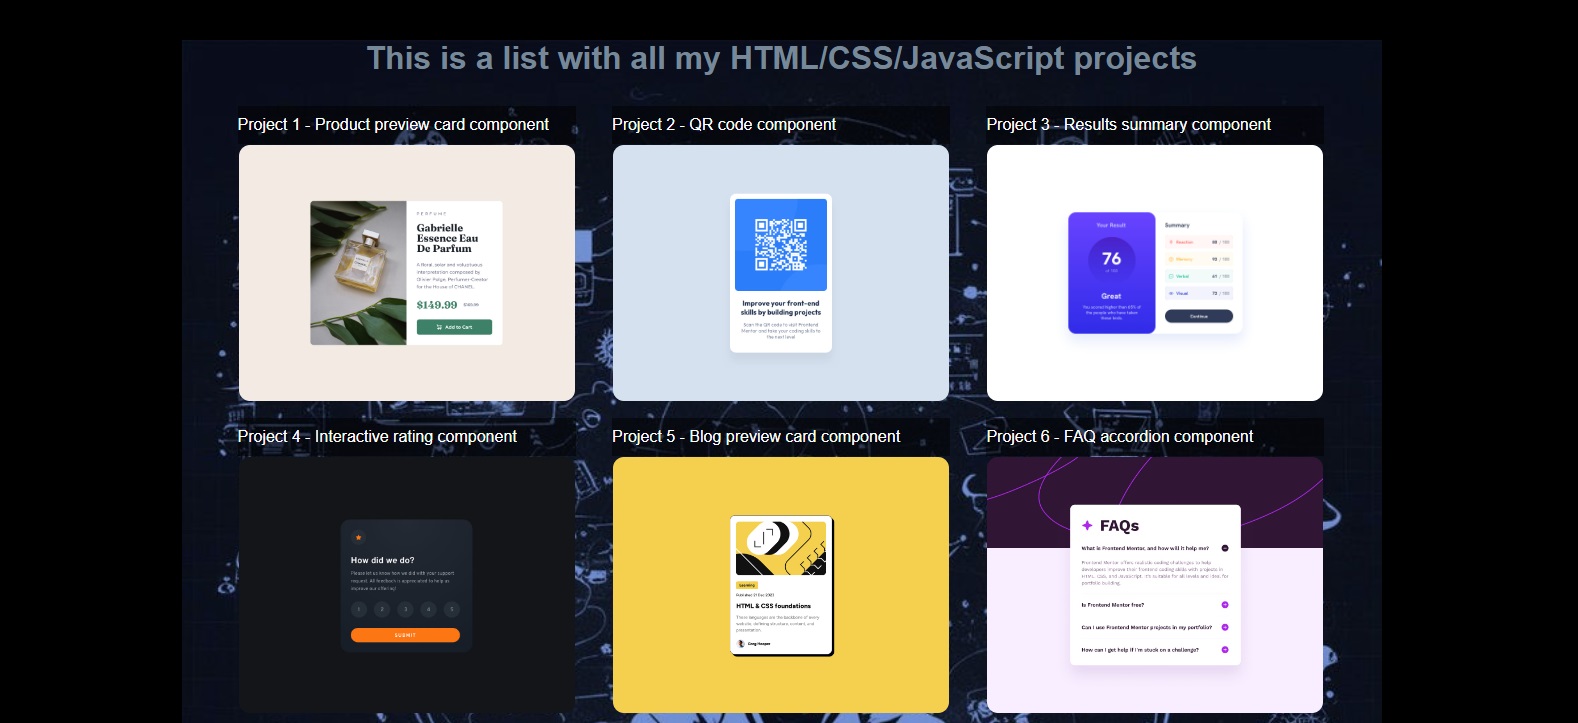 This is a list with all my HTML/CSS/JavaScript projects
Project 1 - Product preview card component
PERFUME
Gabrielle
Essence Eau
De Parfum
A floral, solar and voluptuous
interpretation composed by
Olivier Polge, Perfumer-Creator
for the House of CHANEL.
$149.99
Add to Cart
Project 2 - QR code component
Improve your front-end
skills by building projects
Scan the QR code to visit Frontend
Mentor and take your coding skills to
the next level
Project 3 - Results summary component
Your Result
76
of 100
Great
You scored higher than 65% of
the people who have taken
these tests.
Summary
Reaction 80 / 100
Memory 92 / 100
Verbal 61 / 100
Visual 72 / 100
Continue
Project 4 - Interactive rating component
How did we do?
Please let us know how we did with your support
request. All feedback is appreciated to help us
improve our offering!
1 2 3 4 5
SUBMIT
Project 5 - Blog preview card component
Learning
Published 21 Dec 2023
HTML & CSS foundations
These languages are the backbone of every
website, defining structure, content, and
presentation.
Greg Hooper
Project 6 - FAQ accordion component
FAQs
What is Frontend Mentor, and how will it help me?
Frontend Mentor offers realistic coding challenges to help
developers improve their frontend coding skills with projects in
HTML, CSS, and JavaScript. It's suitable for all levels and ideal for
portfolio building.
Is Frontend Mentor free?
Can I use Frontend Mentor projects in my portfolio?
How can I get help if I'm stuck on a challenge?